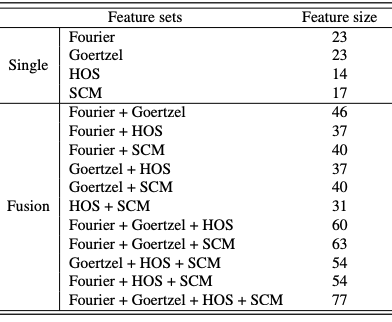 Feature sets Feature size
Single
Fourier 23
Goertzel 23
HOS 14
SCM 17
Fusion
Fourier + Goertzel 46
Fourier + HOS 37
Fourier + SCM 40
Goertzel + HOS 37
Goertzel + SCM 40
HOS + SCM 31
Fourier + Goertzel + HOS 60
Fourier + Goertzel + SCM 63
Goertzel + HOS + SCM 54
Fourier + HOS + SCM 54
Fourier + Goertzel + HOS + SCM 77